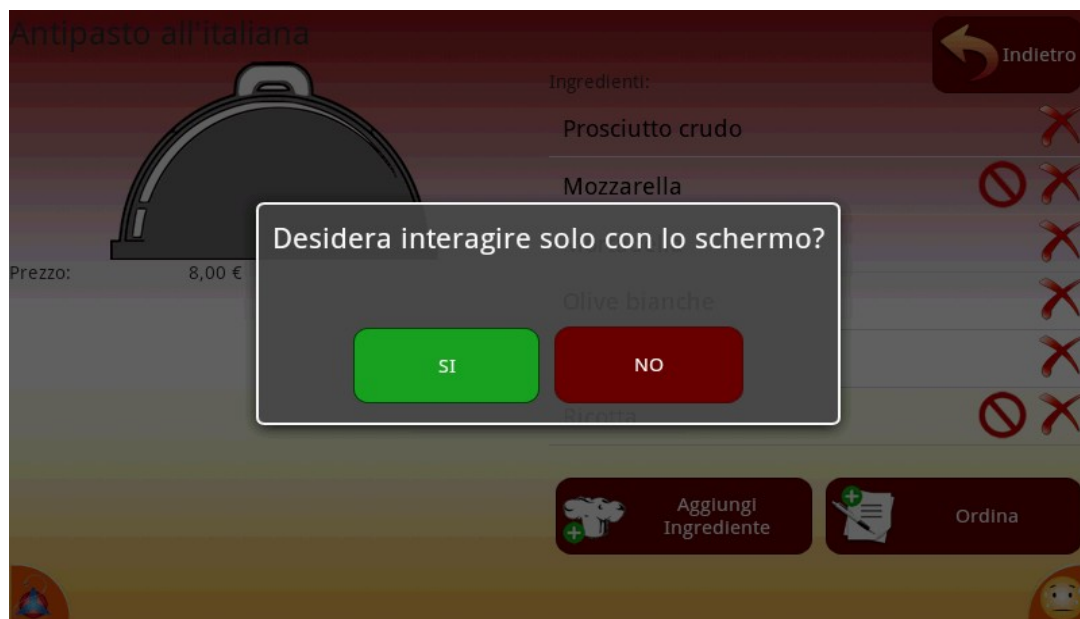 Antipasto all'italiana
Indietro
Ingredienti:
Prosciutto crudo
Mozzarella
Prezzo: 8,00 €
Desidera interagire solo con lo schermo?
Olive bianche
SI
NO
Ricotta
Aggiungi
Ingrediente
Ordina